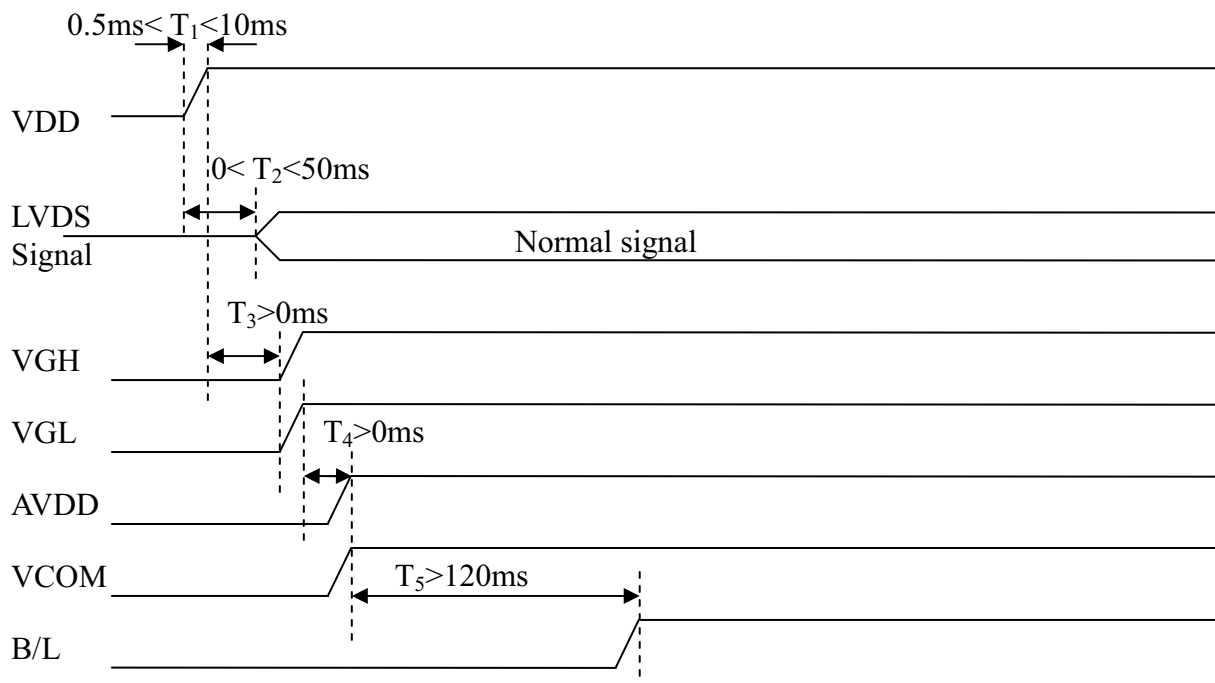 0.5ms< T₁<10ms
VDD
0< T₂<50ms
LVDS
Signal
Normal signal
T₃>0ms
VGH
VGL
T₄>0ms
AVDD
VCOM
T₅>120ms
B/L